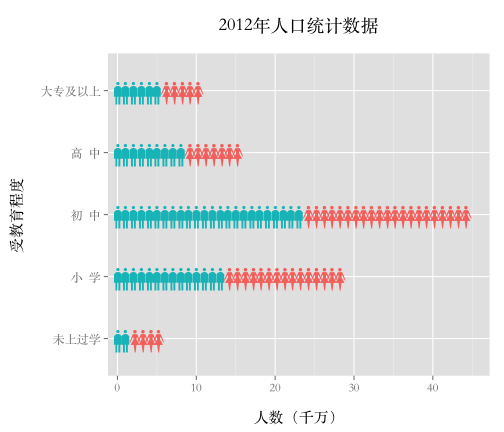 2012年人口统计数据
受教育程度
大专及以上
高 中
初 中
小 学
未上过学
0 10 20 30 40
人数（千万）